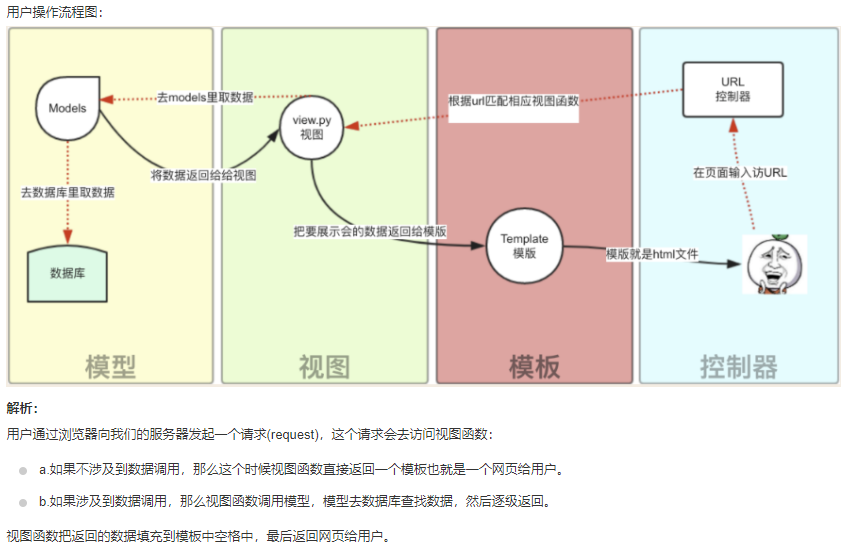 用户操作流程图:
去models里取数据
Models
view.py
视图
根据url匹配相应视图函数
URL
控制器
将数据返回给给视图
在页面输入访URL
去数据库里取数据
把要展示会的数据返回给模版
Template
模版
模版就是html文件
数据库
模型
视图
模板
控制器
解析:
用户通过浏览器向我们的服务器发起一个请求(request),这个请求会去访问视图函数:
a.如果不涉及到数据调用,那么这个时候视图函数直接返回一个模板也就是一个网页给用户。
b.如果涉及到数据调用,那么视图函数调用模型,模型去数据库查找数据,然后逐级返回。
视图函数把返回的数据填充到模板中空格中,最后返回网页给用户。